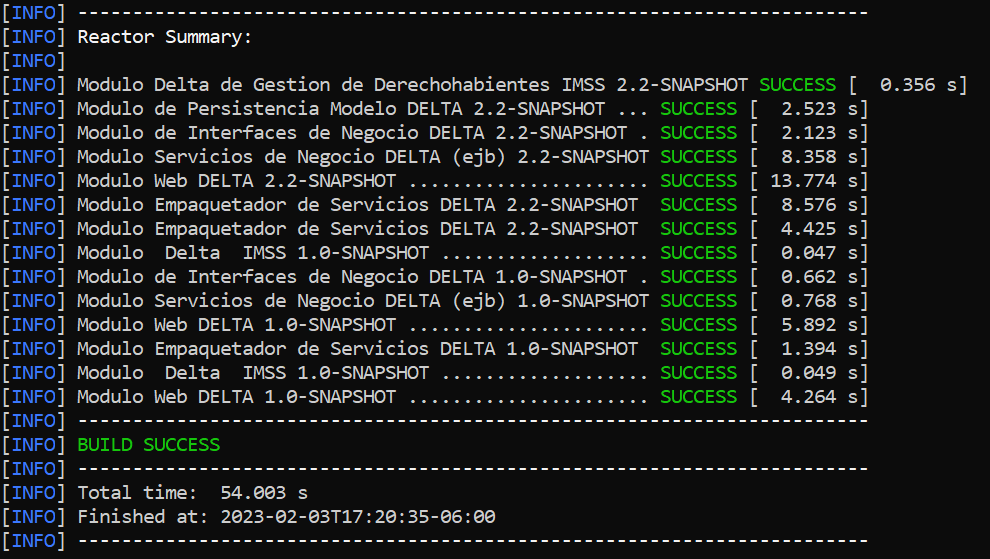 [INFO] ------------------------------------------------------------------------
[INFO] Reactor Summary:
[INFO]
[INFO] Modulo Delta de Gestion de Derechohabientes IMSS 2.2-SNAPSHOT SUCCESS [  0.356 s]
[INFO] Modulo de Persistencia Modelo DELTA 2.2-SNAPSHOT ... SUCCESS [  2.523 s]
[INFO] Modulo de Interfaces de Negocio DELTA 2.2-SNAPSHOT . SUCCESS [  2.123 s]
[INFO] Modulo Servicios de Negocio DELTA (ejb) 2.2-SNAPSHOT SUCCESS [  8.358 s]
[INFO] Modulo Web DELTA 2.2-SNAPSHOT ...................... SUCCESS [ 13.774 s]
[INFO] Modulo Empaquetador de Servicios DELTA 2.2-SNAPSHOT  SUCCESS [  8.576 s]
[INFO] Modulo Empaquetador de Servicios DELTA 2.2-SNAPSHOT  SUCCESS [  4.425 s]
[INFO] Modulo  Delta  IMSS 1.0-SNAPSHOT ................... SUCCESS [  0.047 s]
[INFO] Modulo de Interfaces de Negocio DELTA 1.0-SNAPSHOT . SUCCESS [  0.662 s]
[INFO] Modulo Servicios de Negocio DELTA (ejb) 1.0-SNAPSHOT SUCCESS [  0.768 s]
[INFO] Modulo Web DELTA 1.0-SNAPSHOT ...................... SUCCESS [  5.892 s]
[INFO] Modulo Empaquetador de Servicios DELTA 1.0-SNAPSHOT  SUCCESS [  1.394 s]
[INFO] Modulo  Delta  IMSS 1.0-SNAPSHOT ................... SUCCESS [  0.049 s]
[INFO] Modulo Web DELTA 1.0-SNAPSHOT ...................... SUCCESS [  4.264 s]
[INFO] ------------------------------------------------------------------------
[INFO] BUILD SUCCESS
[INFO] ------------------------------------------------------------------------
[INFO] Total time:  54.003 s
[INFO] Finished at: 2023-02-03T17:20:35-06:00
[INFO] ------------------------------------------------------------------------